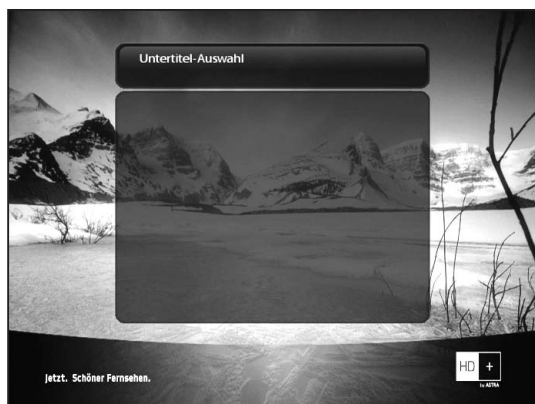 Untertitel-Auswahl
Jetzt. Schöner Fernsehen.
HD +
by ASTRA